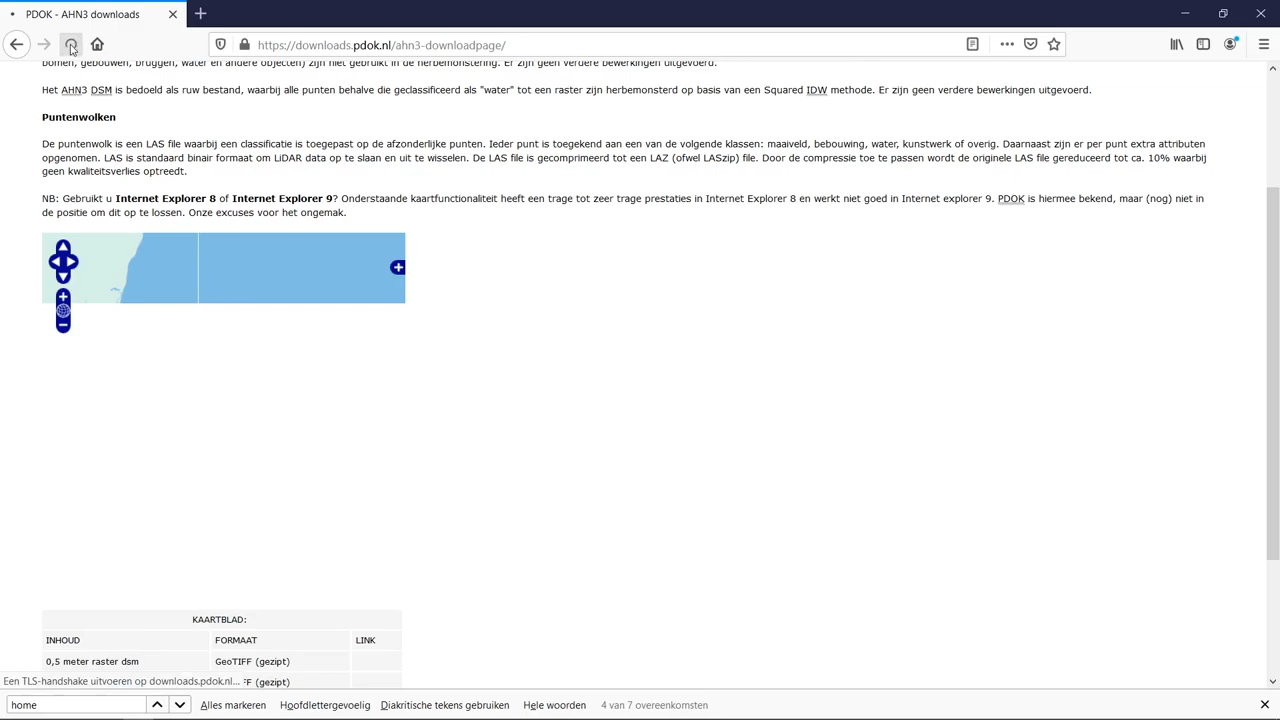 PDOK - AHN3 downloads
https://downloads.pdok.nl/ahn3-downloadpage/
bomen, gebouwen, bruggen, water en andere objecten) zijn niet gebruikt in de herbemonstering. Er zijn geen verdere bewerkingen uitgevoerd.
Het AHN3 DSM is bedoeld als ruw bestand, waarbij alle punten behalve die geclassificeerd als "water" tot een raster zijn herbemonsterd op basis van een Squared IDW methode. Er zijn geen verdere bewerkingen uitgevoerd.
Puntenwolken
De puntenwolk is een LAS file waarbij een classificatie is toegepast op de afzonderlijke punten. Ieder punt is toegekend aan een van de volgende klassen: maaiveld, bebouwing, water, kunstwerk of overig. Daarnaast zijn er per punt extra attributen
opgenomen. LAS is standaard binair formaat om LiDAR data op te slaan en uit te wisselen. De LAS file is gecomprimeerd tot een LAZ (ofwel LASzip) file. Door de compressie toe te passen wordt de originele LAS file gereduceerd tot ca. 10% waarbij
geen kwaliteitsverlies optreedt.
NB: Gebruikt u Internet Explorer 8 of Internet Explorer 9? Onderstaande kaartfunctionaliteit heeft een trage tot zeer trage prestaties in Internet Explorer 8 en werkt niet goed in Internet explorer 9. PDOK is hiermee bekend, maar (nog) niet in
de positie om dit op te lossen. Onze excuses voor het ongemak.
KAARTBLAD:
INHOUD FORMAAT LINK
0,5 meter raster dsm GeoTIFF (gezipt)
Een TLS-handshake uitvoeren op downloads.pdok.nl... FF (gezipt)
home Alles markeren Hoofdlettergevoelig Diakritische tekens gebruiken Hele woorden 4 van 7 overeenkomsten